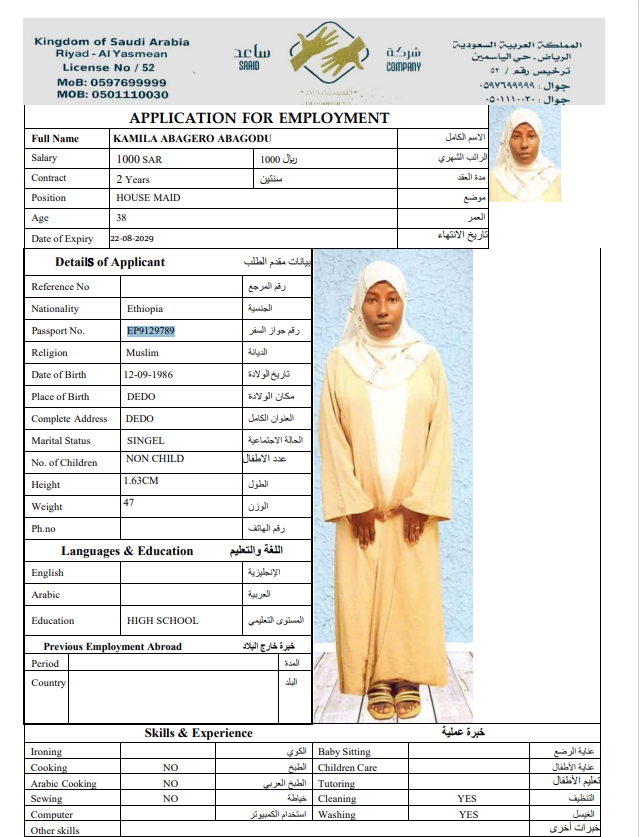 Kingdom of Saudi Arabia
Riyadh - Al Yasmean
License No / 52
MoB: 0597699999
MOB: 0501110030
ساعد شركة
SAAID COMPANY
المملكة العربية السعودية
الرياض - حي الياسمين
ترخيص رقم / ٥٢
جوال : ٠٥٩٧٦٩٩٩٩٩
جوال : ٠٥٠١١١٠٠٣٠
APPLICATION FOR EMPLOYMENT
Full Name KAMILA ABAGERO ABAGODU الاسم الكامل
Salary 1000 SAR 1000 ريال الراتب الشهري
Contract 2 Years سنتين مدة العقد
Position HOUSE MAID موضع
Age 38 العمر
Date of Expiry 22-08-2029 تاريخ الانتهاء
Details of Applicant بيانات مقدم الطلب
Reference No رقم المرجع
Nationality Ethiopia الجنسية
Passport No. EP9129789 رقم جواز السفر
Religion Muslim الديانة
Date of Birth 12-09-1986 تاريخ الولادة
Place of Birth DEDO مكان الولادة
Complete Address DEDO العنوان الكامل
Marital Status SINGEL الحالة الاجتماعية
No. of Children NON CHILD عدد الاطفال
Height 1.63CM الطول
Weight 47 الوزن
Ph.no رقم الهاتف
Languages & Education اللغة والتعليم
English الإنجليزية
Arabic العربية
Education HIGH SCHOOL المستوى التعليمي
Previous Employment Abroad خبرة خارج البلاد
Period المدة
Country البلد
Skills & Experience خبرة عملية
Ironing الكوي Baby Sitting عناية الرضع
Cooking NO الطبخ Children Care عناية الأطفال
Arabic Cooking NO الطبخ العربي Tutoring تعليم الأطفال
Sewing NO خياطة Cleaning YES التنظيف
Computer استخدام الكمبيوتر Washing YES الغسيل
Other skills خبرات أخرى